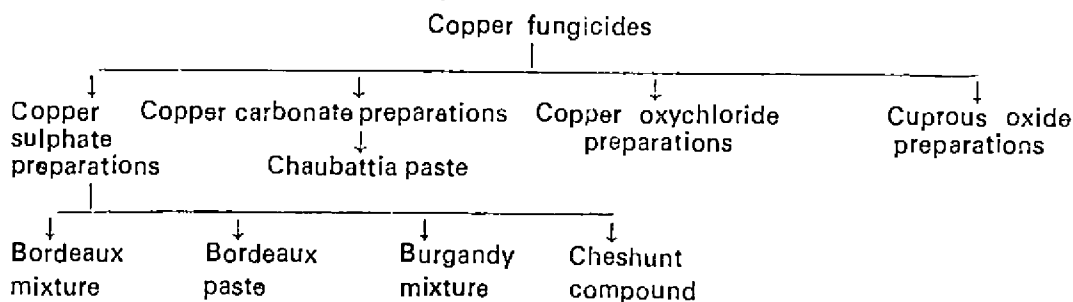 Copper fungicides
Copper sulphate preparations
Copper carbonate preparations
Chaubattia paste
Copper oxychloride preparations
Cuprous oxide preparations
Bordeaux mixture
Bordeaux paste
Burgandy mixture
Cheshunt compound